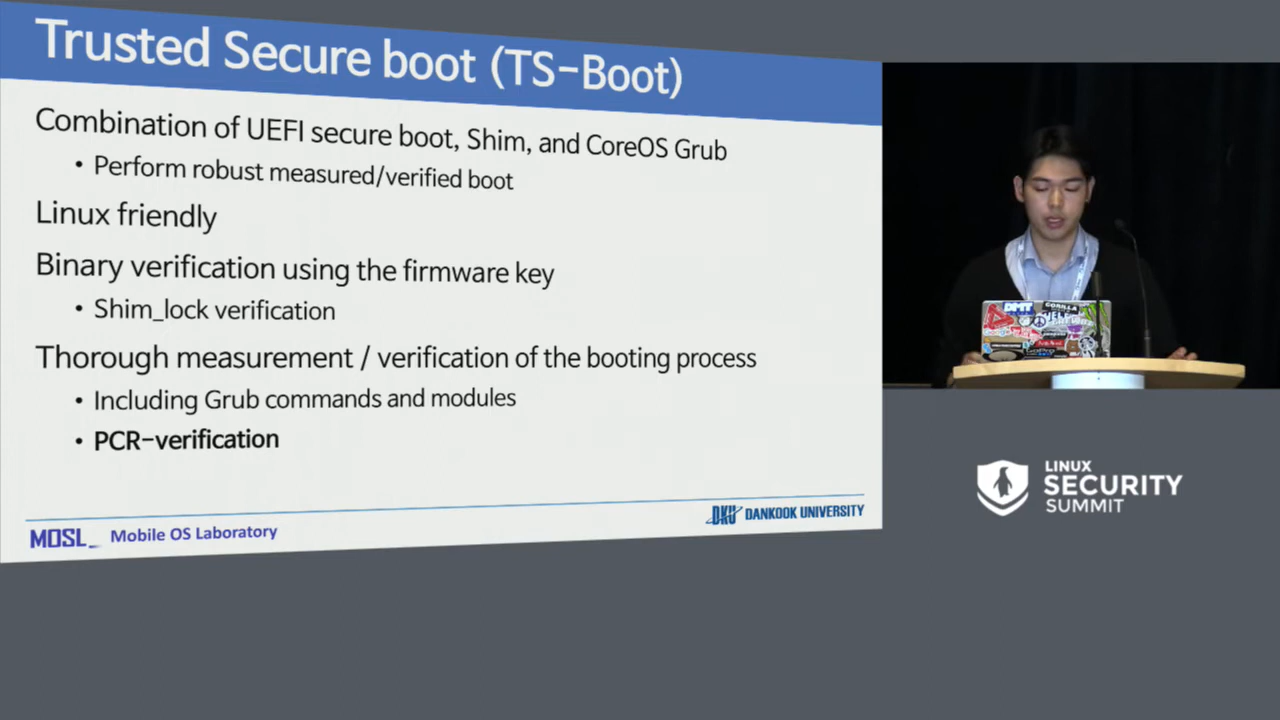 Trusted Secure boot (TS-Boot)
Combination of UEFI secure boot, Shim, and CoreOS Grub
• Perform robust measured/verified boot
Linux friendly
Binary verification using the firmware key
• Shim_lock verification
Thorough measurement / verification of the booting process
• Including Grub commands and modules
• PCR-verification
MOSL_ Mobile OS Laboratory
DKU DANKOOK UNIVERSITY
LINUX
SECURITY
SUMMIT